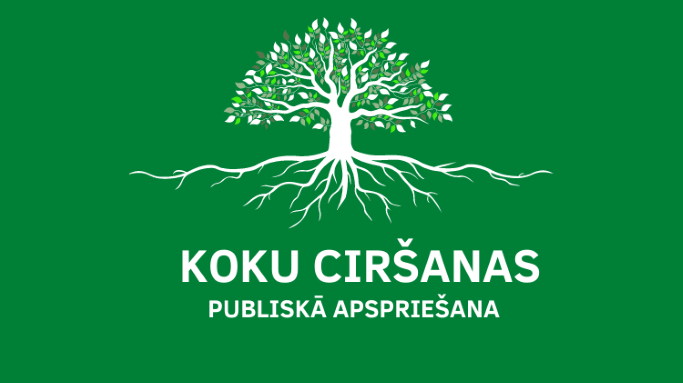 KOKU CIRŠANAS
PUBLISKĀ APSPRIEŠANA